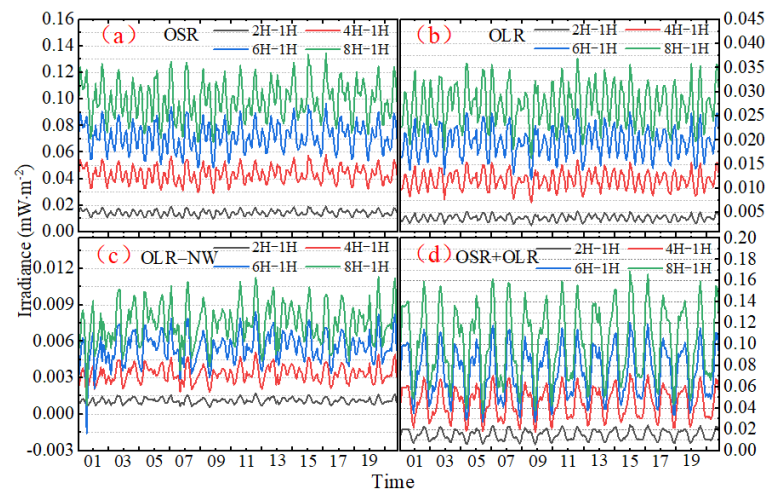 (a) OSR
2H−1H 4H−1H
6H−1H 8H−1H
0.16
0.14
0.12
0.10
0.08
0.06
0.04
0.02
0.00
(b) OLR
2H−1H 4H−1H
6H−1H 8H−1H
0.045
0.040
0.035
0.030
0.025
0.020
0.015
0.010
0.005
Irradiance (mW·m⁻²)
(c) OLR−NW
2H−1H 4H−1H
6H−1H 8H−1H
0.012
0.009
0.006
0.003
0.000
-0.003
01 03 05 07 09 11 13 15 17 19
(d) OSR+OLR
2H−1H 4H−1H
6H−1H 8H−1H
0.20
0.18
0.16
0.14
0.12
0.10
0.08
0.06
0.04
0.02
0.00
01 03 05 07 09 11 13 15 17 19
Time